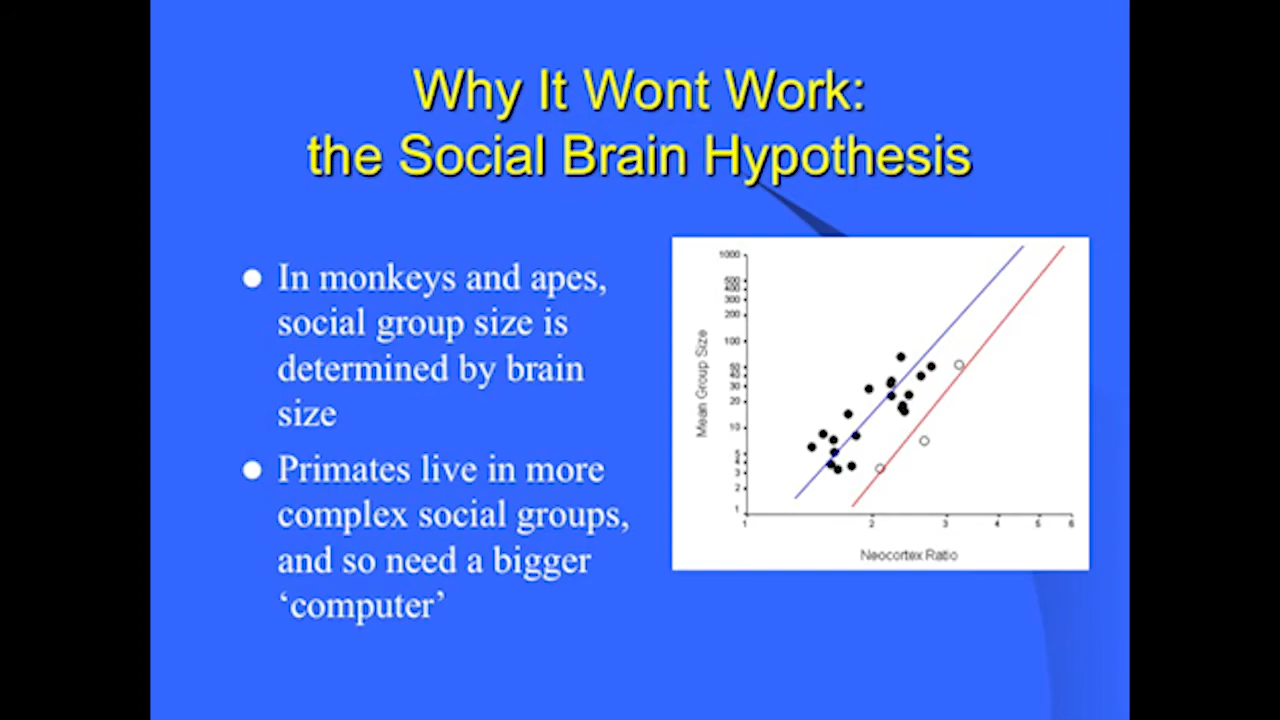 Why It Wont Work:
the Social Brain Hypothesis
In monkeys and apes,
social group size is
determined by brain
size
Primates live in more
complex social groups,
and so need a bigger
‘computer’
Mean Group Size
1000
500
400
300
200
100
50
40
30
20
10
5
4
3
2
1
1 2 3 4 5 6
Neocortex Ratio